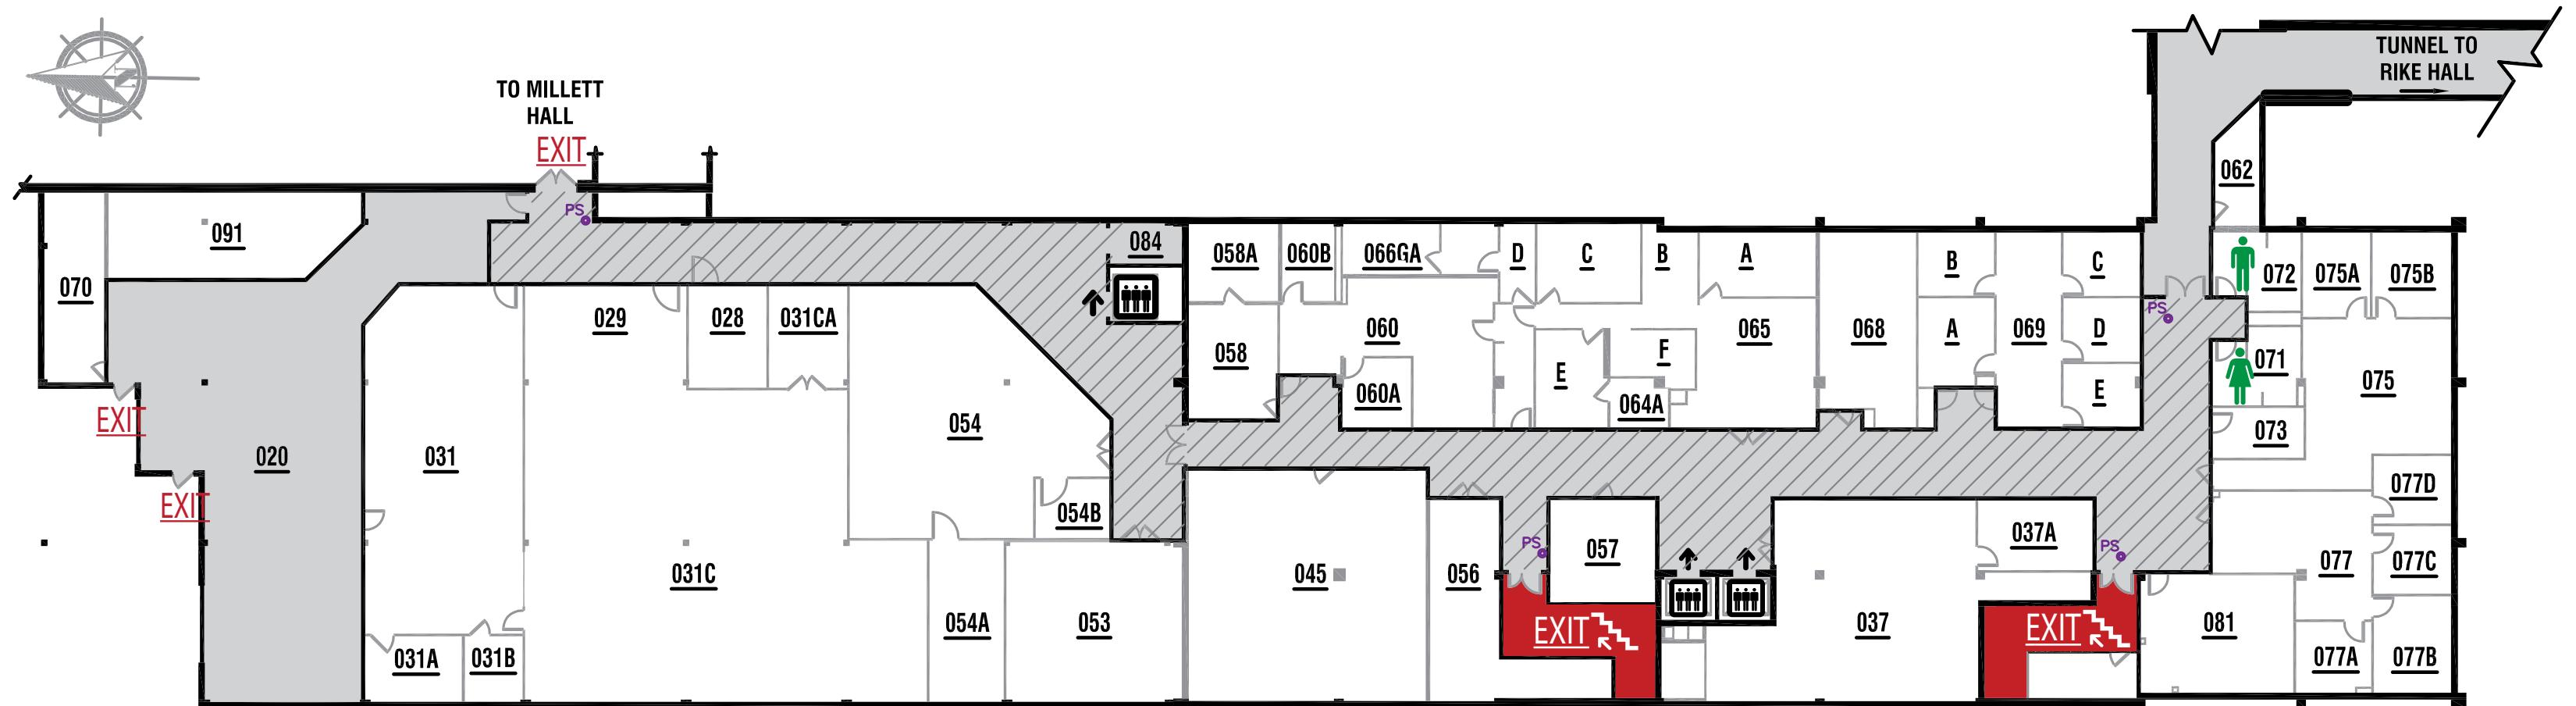 TUNNEL TO
RIKE HALL
TO MILLETT
HALL
EXIT
PS
062
091
084
058A
060B
066GA
D
C
B
A
B
C
072
075A
075B
070
PS
029
028
031CA
058
060
065
068
A
069
D
E
F
071
075
EXIT
060A
064A
E
054
073
020
031
077D
EXIT
054B
PS
057
037A
PS
031C
045
056
077
077C
054A
053
EXIT
037
EXIT
081
031A
031B
077A
077B